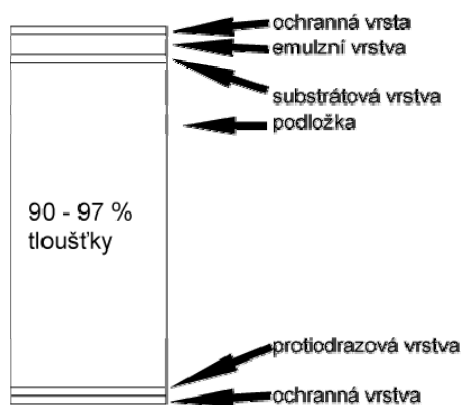 ochranná vrsta
emulzní vrstva
substrátová vrstva
podložka
90 - 97 %
tloušťky
protiodrazová vrstva
ochranná vrstva